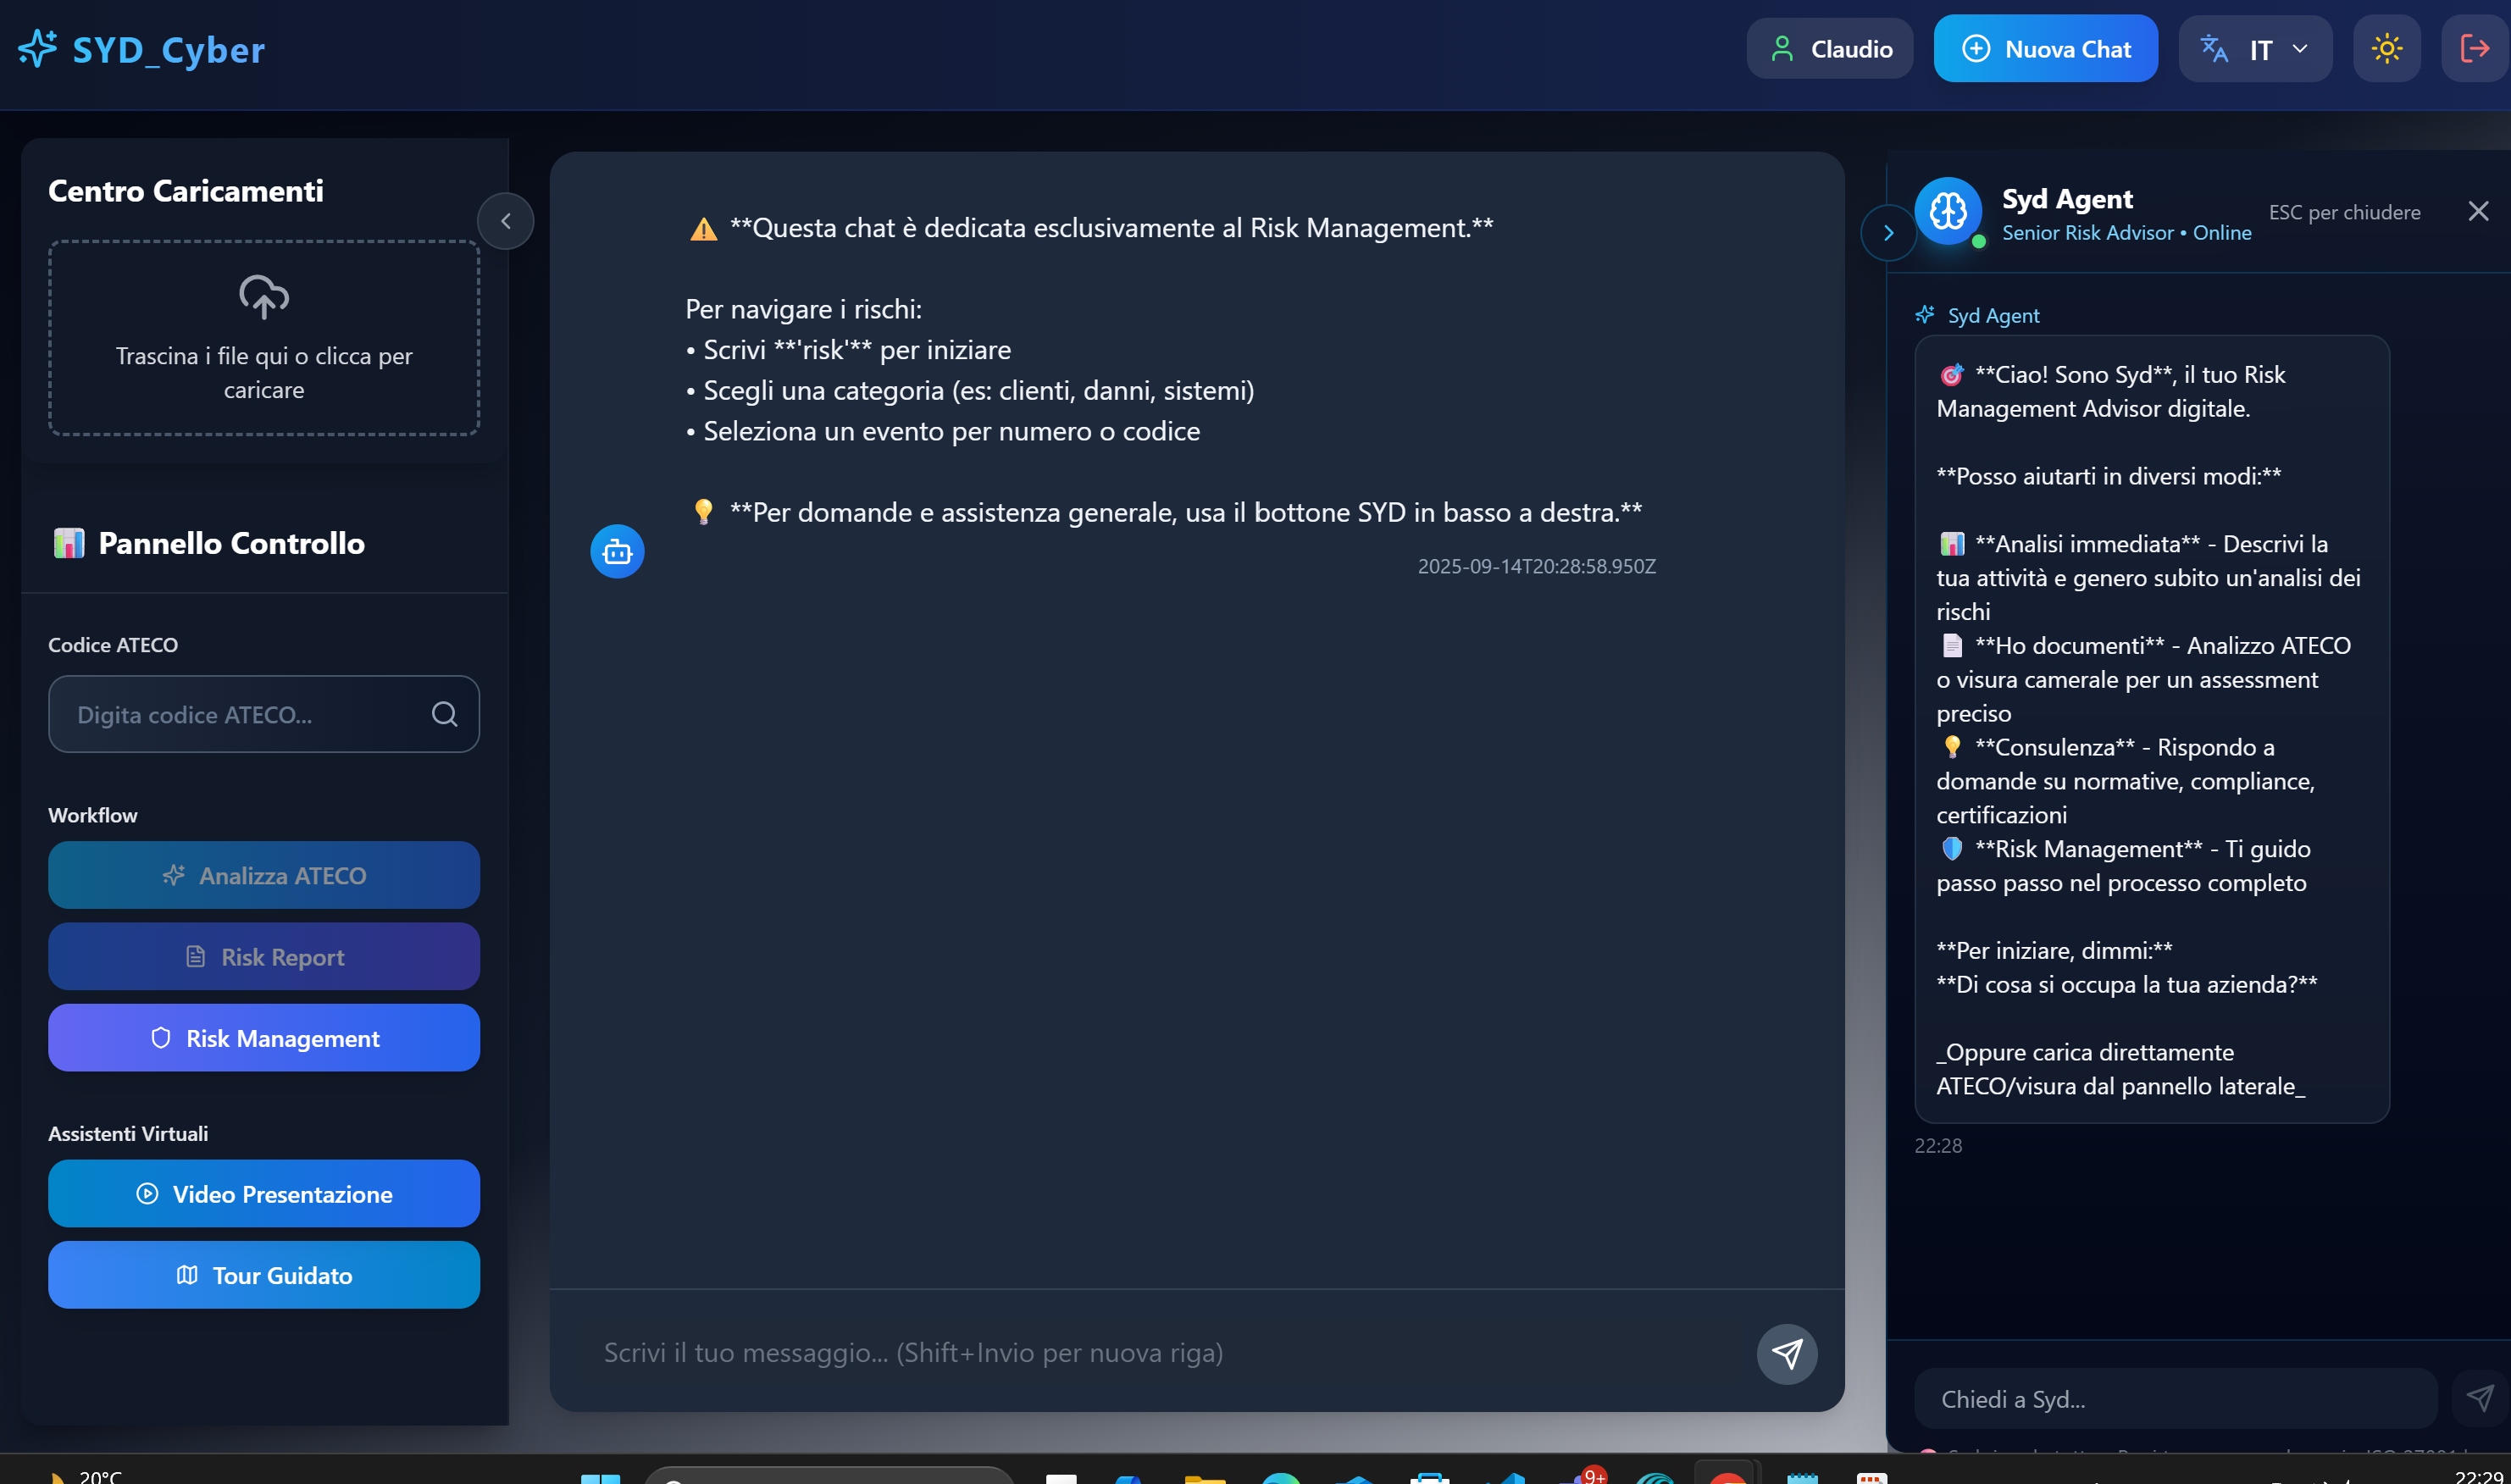 SYD_Cyber
Claudio
Nuova Chat
IT
Centro Caricamenti
Trascina i file qui o clicca per
caricare
📊 Pannello Controllo
Codice ATECO
Digita codice ATECO...
Workflow
Analizza ATECO
Risk Report
Risk Management
Assistenti Virtuali
Video Presentazione
Tour Guidato
⚠️ **Questa chat è dedicata esclusivamente al Risk Management.**
Per navigare i rischi:
• Scrivi **'risk'** per iniziare
• Scegli una categoria (es: clienti, danni, sistemi)
• Seleziona un evento per numero o codice
💡 **Per domande e assistenza generale, usa il bottone SYD in basso a destra.**
2025-09-14T20:28:58.950Z
Scrivi il tuo messaggio... (Shift+Invio per nuova riga)
Syd Agent
Senior Risk Advisor • Online
ESC per chiudere
Syd Agent
🎯 **Ciao! Sono Syd**, il tuo Risk
Management Advisor digitale.
**Posso aiutarti in diversi modi:**
📊 **Analisi immediata** - Descrivi la
tua attività e genero subito un'analisi dei
rischi
📄 **Ho documenti** - Analizzo ATECO
o visura camerale per un assessment
preciso
💡 **Consulenza** - Rispondo a
domande su normative, compliance,
certificazioni
🛡️ **Risk Management** - Ti guido
passo passo nel processo completo
**Per iniziare, dimmi:**
**Di cosa si occupa la tua azienda?**
_Oppure carica direttamente
ATECO/visura dal pannello laterale_
22:28
Chiedi a Syd...
20°C
9+
22:29